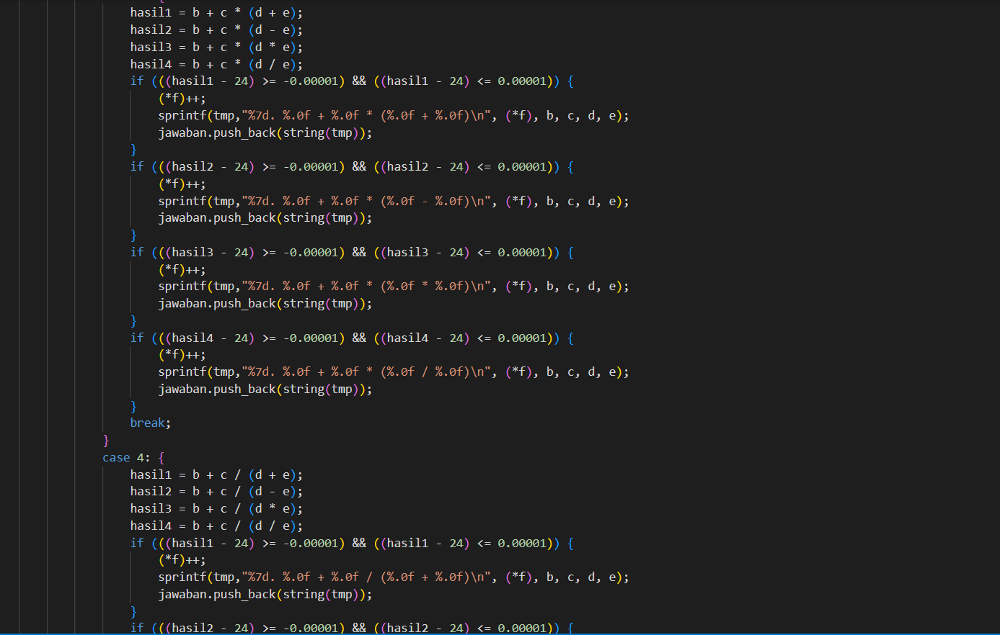 hasil1 = b + c * (d + e);
hasil2 = b + c * (d - e);
hasil3 = b + c * (d * e);
hasil4 = b + c * (d / e);
if (((hasil1 - 24) >= -0.00001) && ((hasil1 - 24) <= 0.00001)) {
(*f)++;
sprintf(tmp,"%7d. %.0f + %.0f * (%.0f + %.0f)\n", (*f), b, c, d, e);
jawaban.push_back(string(tmp));
}
if (((hasil2 - 24) >= -0.00001) && ((hasil2 - 24) <= 0.00001)) {
(*f)++;
sprintf(tmp,"%7d. %.0f + %.0f * (%.0f - %.0f)\n", (*f), b, c, d, e);
jawaban.push_back(string(tmp));
}
if (((hasil3 - 24) >= -0.00001) && ((hasil3 - 24) <= 0.00001)) {
(*f)++;
sprintf(tmp,"%7d. %.0f + %.0f * (%.0f * %.0f)\n", (*f), b, c, d, e);
jawaban.push_back(string(tmp));
}
if (((hasil4 - 24) >= -0.00001) && ((hasil4 - 24) <= 0.00001)) {
(*f)++;
sprintf(tmp,"%7d. %.0f + %.0f * (%.0f / %.0f)\n", (*f), b, c, d, e);
jawaban.push_back(string(tmp));
}
break;
}
case 4: {
hasil1 = b + c / (d + e);
hasil2 = b + c / (d - e);
hasil3 = b + c / (d * e);
hasil4 = b + c / (d / e);
if (((hasil1 - 24) >= -0.00001) && ((hasil1 - 24) <= 0.00001)) {
(*f)++;
sprintf(tmp,"%7d. %.0f + %.0f / (%.0f + %.0f)\n", (*f), b, c, d, e);
jawaban.push_back(string(tmp));
}
if (((hasil2 - 24) >= -0.00001) && ((hasil2 - 24) <= 0.00001)) {